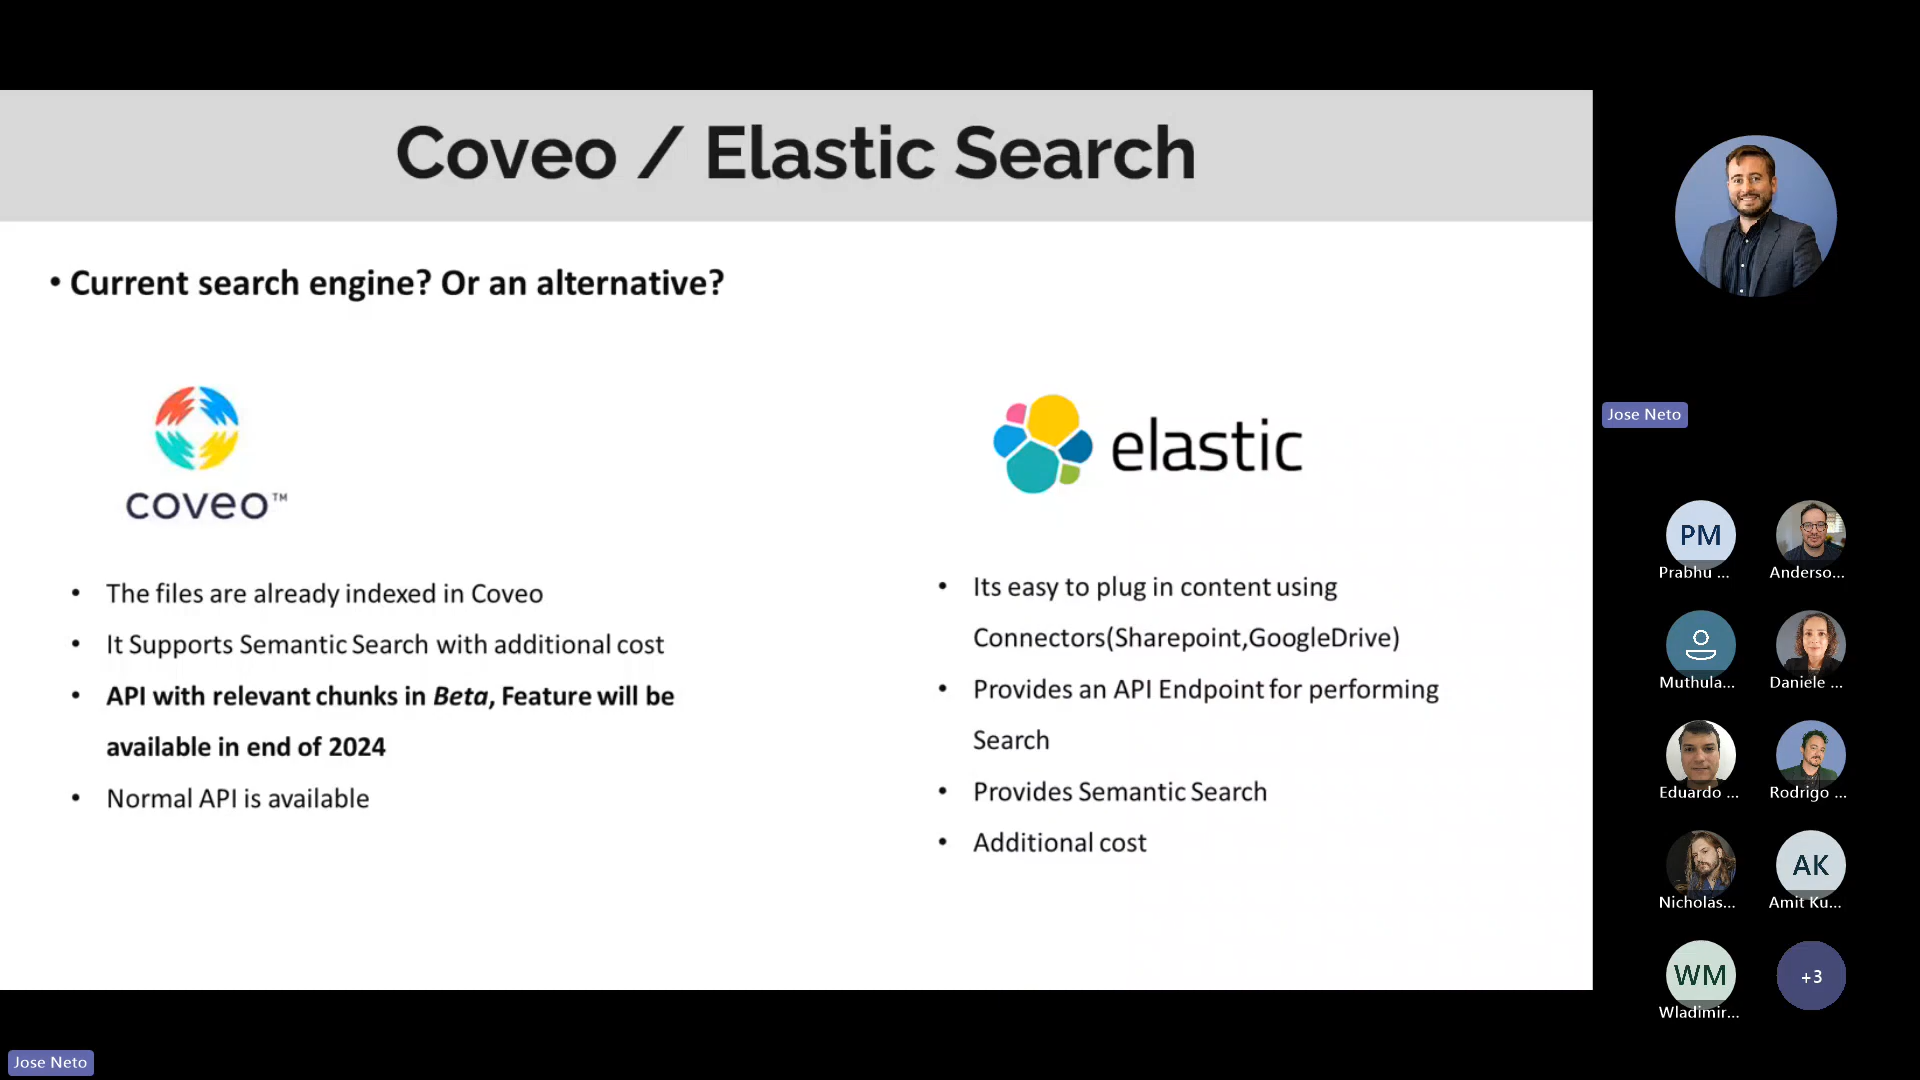 Coveo / Elastic Search
• Current search engine? Or an alternative?
coveo™
• The files are already indexed in Coveo
• It Supports Semantic Search with additional cost
• API with relevant chunks in Beta, Feature will be
available in end of 2024
• Normal API is available
elastic
• Its easy to plug in content using
Connectors(Sharepoint,GoogleDrive)
• Provides an API Endpoint for performing
Search
• Provides Semantic Search
• Additional cost
Jose Neto
PM
Prabhu ...
Anderso...
Muthula...
Daniele ...
Eduardo ...
Rodrigo ...
Nicholas...
AK
Amit Ku...
WM
Wladimir...
+3
Jose Neto